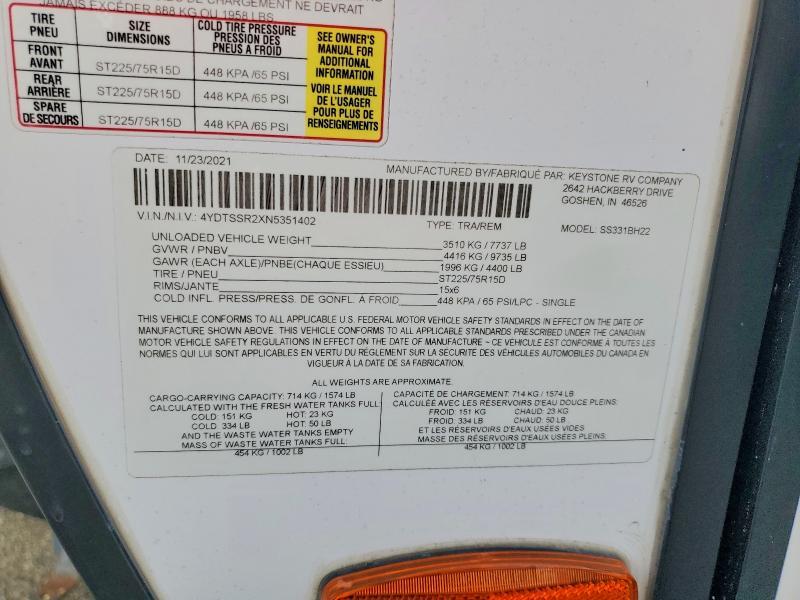 JAMAIS EXCÉDER 888 KG OU 1958 LBS
TIRE PNEU SIZE DIMENSIONS COLD TIRE PRESSURE PRESSION DES PNEUS A FROID
FRONT AVANT ST225/75R15D 448 KPA /65 PSI
REAR ARRIÈRE ST225/75R15D 448 KPA /65 PSI
SPARE DE SECOURS ST225/75R15D 448 KPA /65 PSI
SEE OWNER'S
MANUAL FOR
ADDITIONAL
INFORMATION
VOIR LE MANUEL
DE L'USAGER
POUR PLUS DE
RENSEIGNEMENTS
DATE: 11/23/2021
MANUFACTURED BY/FABRIQUÉ PAR: KEYSTONE RV COMPANY
2642 HACKBERRY DRIVE
GOSHEN, IN 46526
V.I.N./N.I.V.: 4YDTSSR2XN5351402 TYPE: TRA/REM MODEL: SS331BH22
UNLOADED VEHICLE WEIGHT 3510 KG / 7737 LB
GVWR / PNBV 4416 KG / 9735 LB
GAWR (EACH AXLE)/PNBE(CHAQUE ESSIEU) 1996 KG / 4400 LB
TIRE / PNEU ST225/75R15D
RIMS/JANTE 15x6
COLD INFL. PRESS/PRESS. DE GONFL. À FROID 448 KPA / 65 PSI/LPC - SINGLE
THIS VEHICLE CONFORMS TO ALL APPLICABLE U.S. FEDERAL MOTOR VEHICLE SAFETY STANDARDS IN EFFECT ON THE DATE OF
MANUFACTURE SHOWN ABOVE. THIS VEHICLE CONFORMS TO ALL APPLICABLE STANDARDS PRESCRIBED UNDER THE CANADIAN
MOTOR VEHICLE SAFETY REGULATIONS IN EFFECT ON THE DATE OF MANUFACTURE ~ CE VÉHICULE EST CONFORME À TOUTES LES
NORMES QUI LUI SONT APPLICABLES EN VERTU DU RÈGLEMENT SUR LA SECURITE DES VÉHICULES AUTOMOBILES DU CANADA EN
VIGUEUR À LA DATE DE SA FABRICATION.
ALL WEIGHTS ARE APPROXIMATE.
CARGO-CARRYING CAPACITY: 714 KG / 1574 LB
CALCULATED WITH THE FRESH WATER TANKS FULL:
COLD: 151 KG HOT: 23 KG
COLD: 334 LB HOT: 50 LB
AND THE WASTE WATER TANKS EMPTY
MASS OF WASTE WATER TANKS FULL:
454 KG / 1002 LB
CAPACITÉ DE CHARGEMENT: 714 KG / 1574 LB
CALCULÉE AVEC LES RÉSERVOIRS D'EAU DOUCE PLEINS:
FROID: 151 KG CHAUD: 23 KG
FROID: 334 LB CHAUD: 50 LB
ET LES RÉSERVOIRS D'EAUX USÉES VIDES
MASSE DES RÉSERVOIRS D'EAUX USÉES PLEINS:
454 KG / 1002 LB